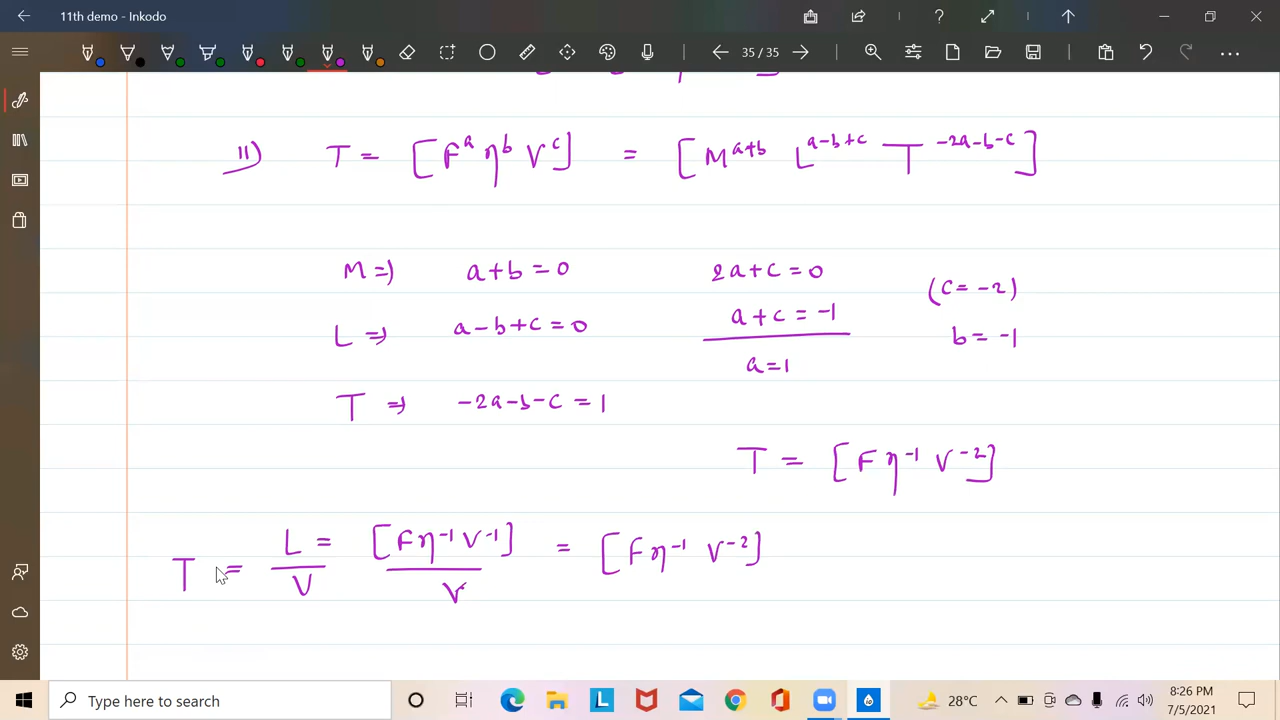 11th demo - Inkodo
35/35
11) T = [F^a η^b V^c] = [M^a+b L^a-b+c T^-2a-b-c]
M ⇒ a+b=0 2a+c=0 (c=-2)
L ⇒ a-b+c=0 a+c=-1 b=-1
a=1
T ⇒ -2a-b-c=1
T = [F η^-1 V^-2]
T = L/V = [F η^-1 V^-1]/V = [F η^-1 V^-2]
Type here to search
L
28°C
8:26 PM
7/5/2021